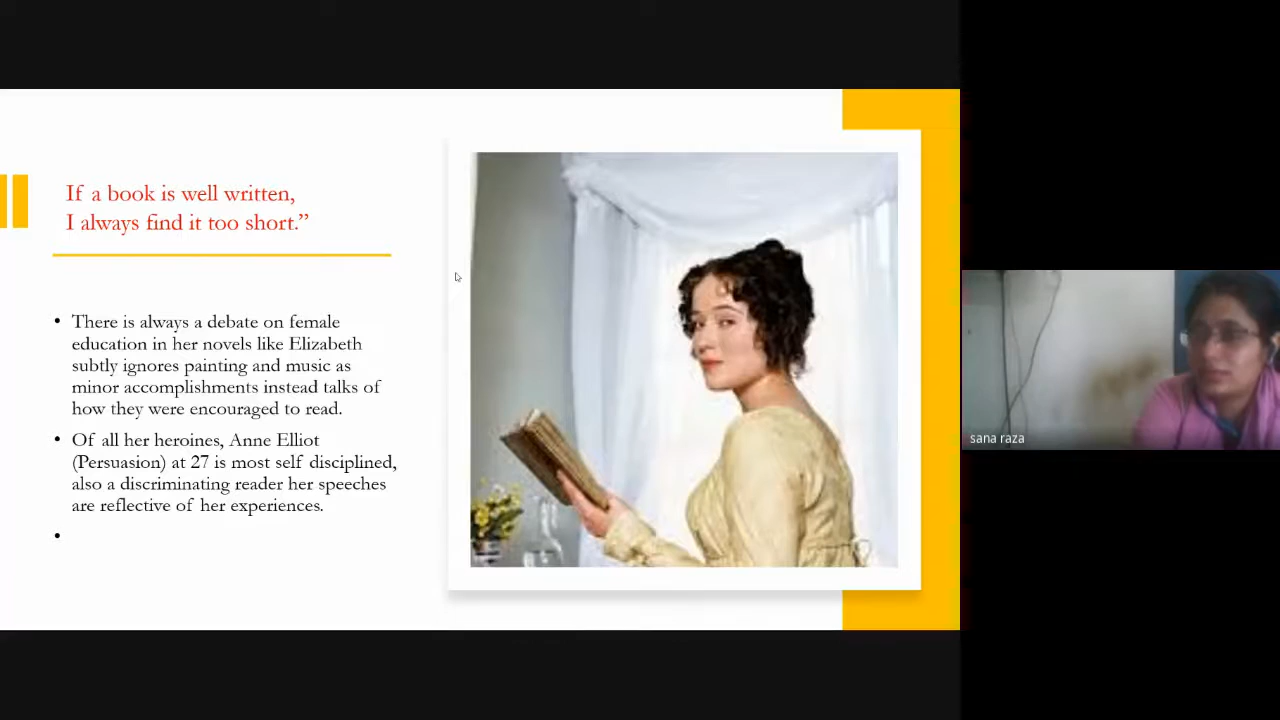 If a book is well written,
I always find it too short.”
• There is always a debate on female
education in her novels like Elizabeth
subtly ignores painting and music as
minor accomplishments instead talks of
how they were encouraged to read.
• Of all her heroines, Anne Elliot
(Persuasion) at 27 is most self disciplined,
also a discriminating reader her speeches
are reflective of her experiences.
•
sana raza